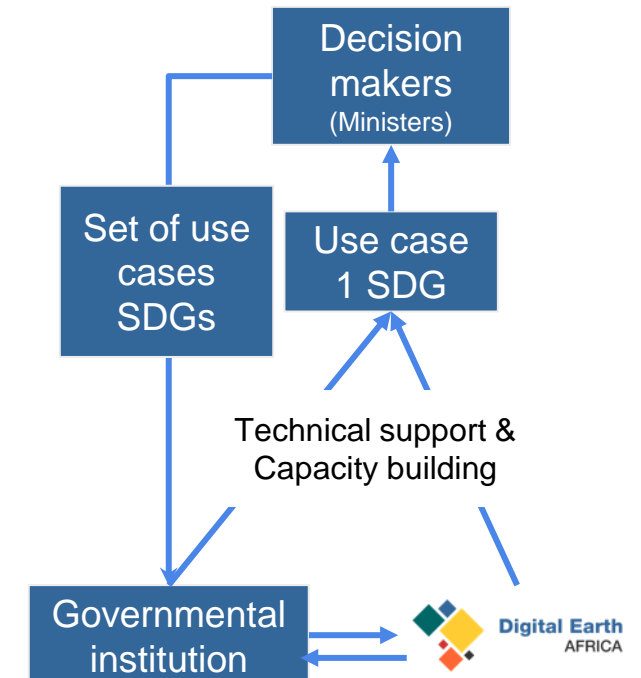 Decision
makers
(Ministers)
Set of use
cases
SDGs
Use case
1 SDG
Technical support &
Capacity building
Governmental
institution
Digital Earth
AFRICA